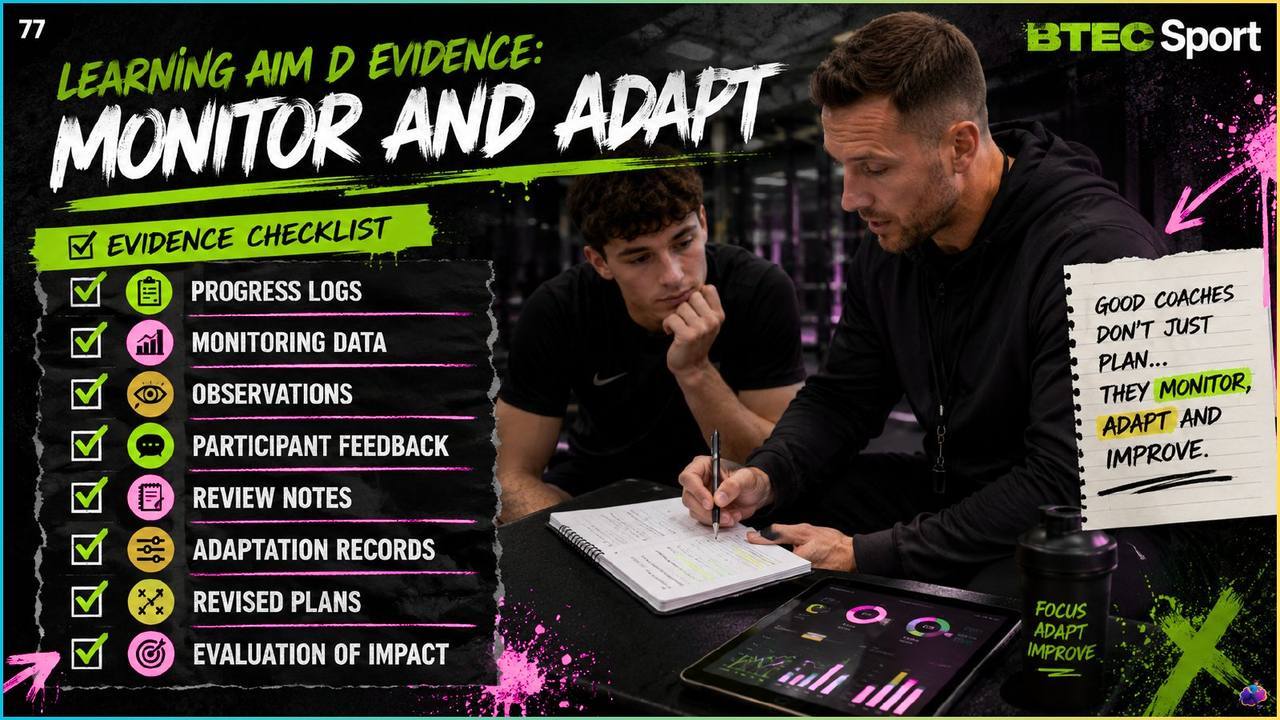 77
BTEC Sport
LEARNING AIM D EVIDENCE:
MONITOR AND ADAPT
EVIDENCE CHECKLIST
PROGRESS LOGS
MONITORING DATA
OBSERVATIONS
PARTICIPANT FEEDBACK
REVIEW NOTES
ADAPTATION RECORDS
REVISED PLANS
EVALUATION OF IMPACT
GOOD COACHES
DON'T JUST
PLAN...
THEY MONITOR,
ADAPT AND
IMPROVE.
FOCUS
ADAPT
IMPROVE